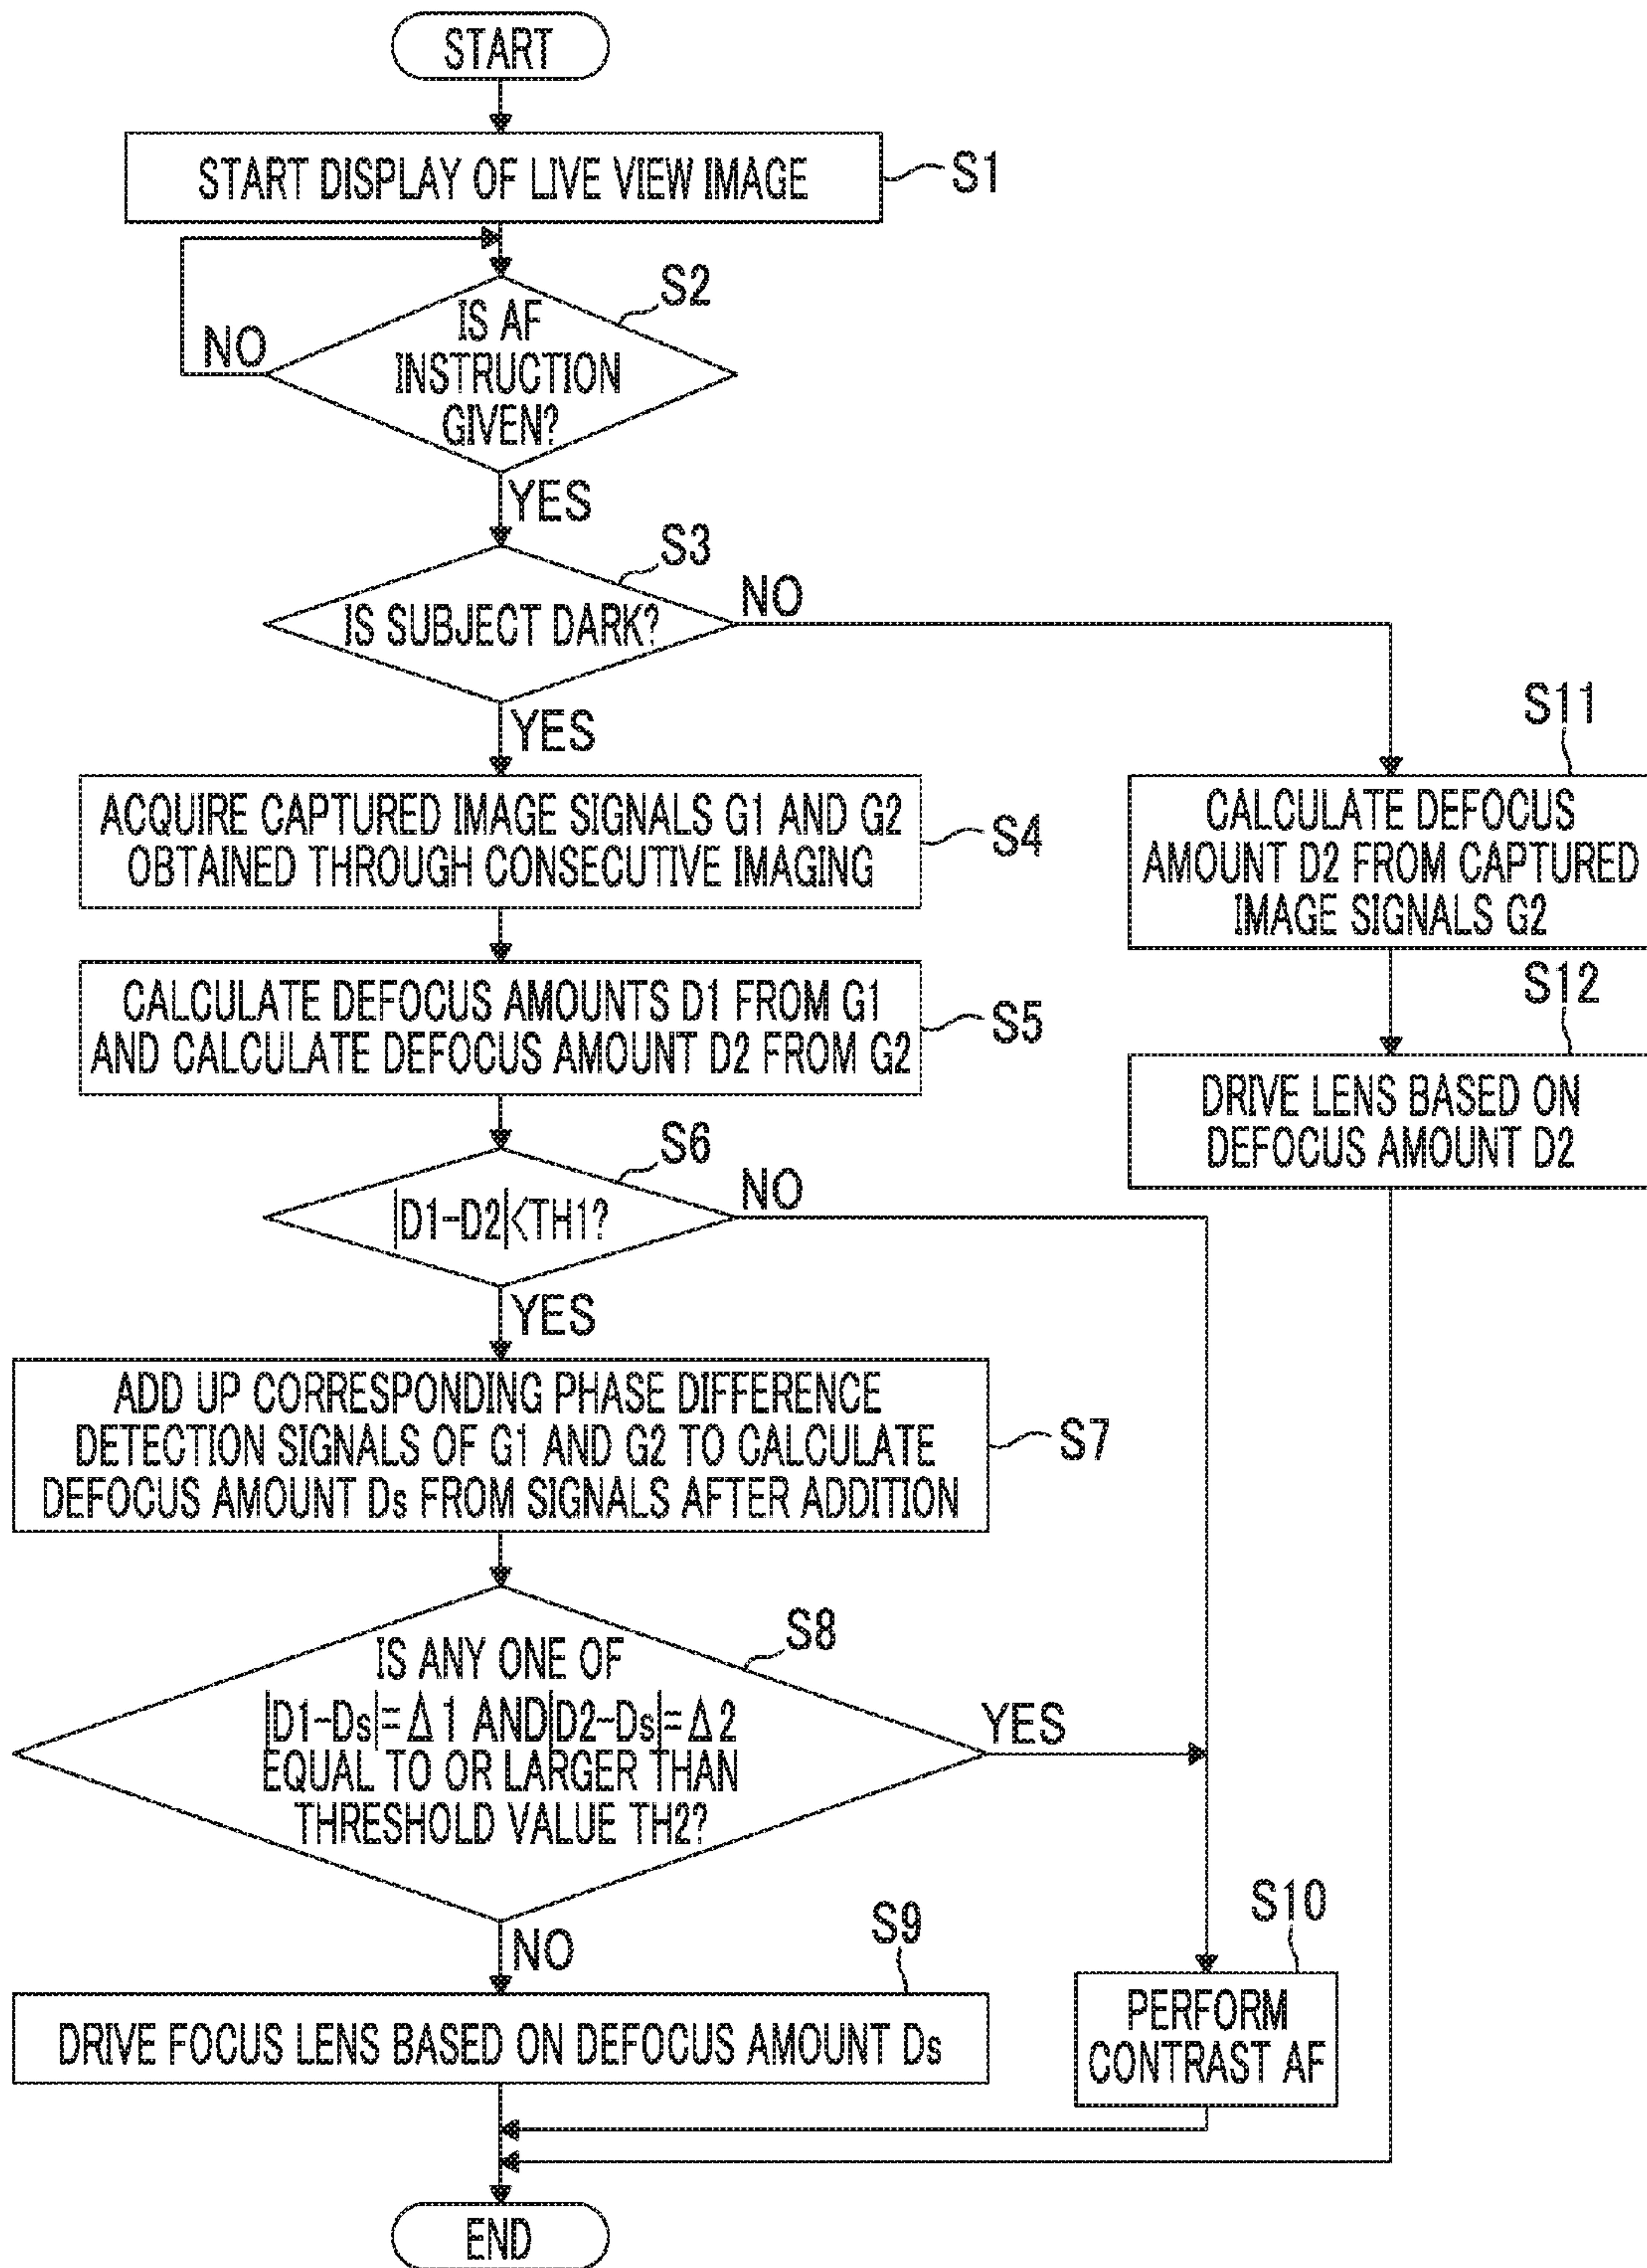 START
START DISPLAY OF LIVE VIEW IMAGE
S1
S2
IS AF
INSTRUCTION
GIVEN?
NO
YES
S3
IS SUBJECT DARK?
NO
YES
ACQUIRE CAPTURED IMAGE SIGNALS G1 AND G2
OBTAINED THROUGH CONSECUTIVE IMAGING
S4
CALCULATE DEFOCUS AMOUNTS D1 FROM G1
AND CALCULATE DEFOCUS AMOUNT D2 FROM G2
S5
S6
|D1-D2|<TH1?
NO
YES
ADD UP CORRESPONDING PHASE DIFFERENCE
DETECTION SIGNALS OF G1 AND G2 TO CALCULATE
DEFOCUS AMOUNT Ds FROM SIGNALS AFTER ADDITION
S7
S8
IS ANY ONE OF
|D1-Ds|=Δ1 AND|D2-Ds|=Δ2
EQUAL TO OR LARGER THAN
THRESHOLD VALUE TH2?
YES
NO
S9
DRIVE FOCUS LENS BASED ON DEFOCUS AMOUNT Ds
S10
PERFORM
CONTRAST AF
S11
CALCULATE DEFOCUS
AMOUNT D2 FROM CAPTURED
IMAGE SIGNALS G2
S12
DRIVE LENS BASED ON
DEFOCUS AMOUNT D2
END